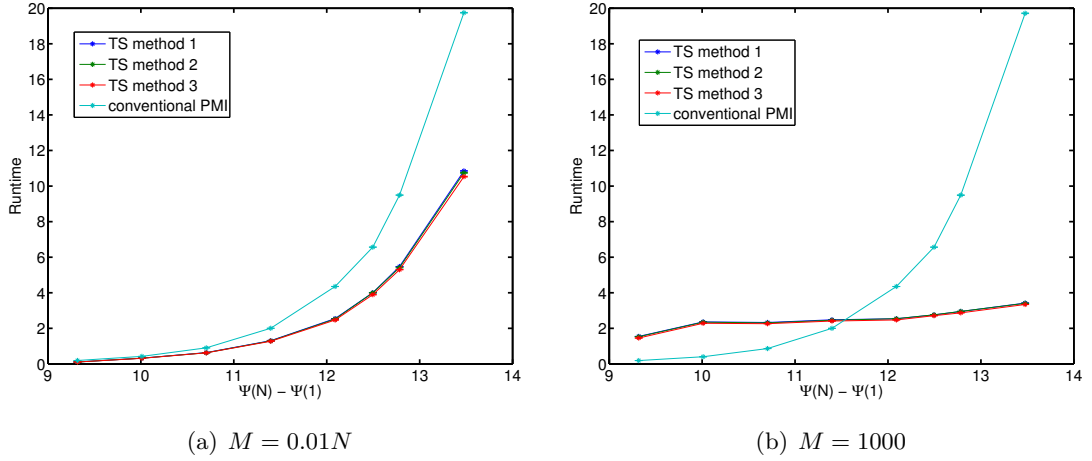 20
18
16
14
12
10
8
6
4
2
0
Runtime
TS method 1
TS method 2
TS method 3
conventional PMI
9 10 11 12 13 14
Ψ(N) − Ψ(1)
(a) M = 0.01N
20
18
16
14
12
10
8
6
4
2
0
Runtime
TS method 1
TS method 2
TS method 3
conventional PMI
9 10 11 12 13 14
Ψ(N) − Ψ(1)
(b) M = 1000